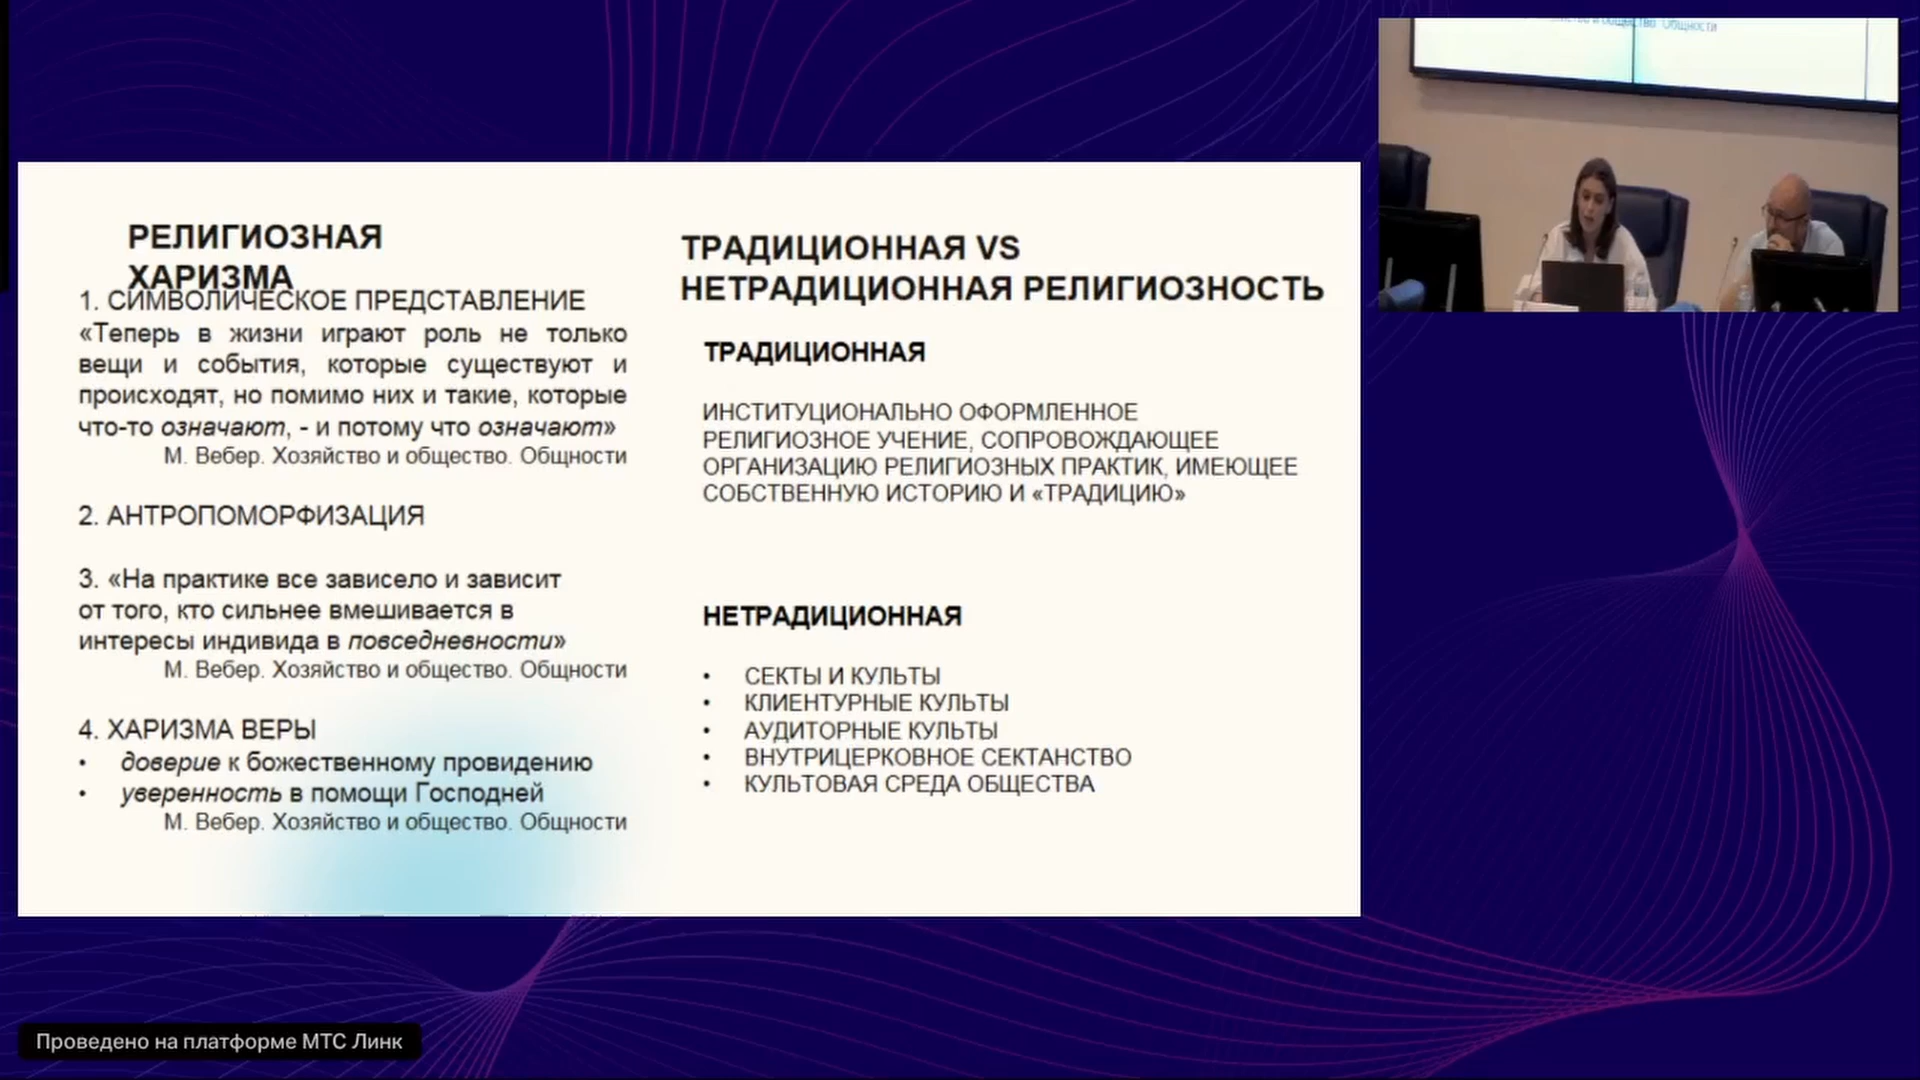 РЕЛИГИОЗНАЯ
ХАРИЗМА
1. СИМВОЛИЧЕСКОЕ ПРЕДСТАВЛЕНИЕ
«Теперь в жизни играют роль не только
вещи и события, которые существуют и
происходят, но помимо них и такие, которые
что-то означают, - и потому что означают»
М. Вебер. Хозяйство и общество. Общности
2. АНТРОПОМОРФИЗАЦИЯ
3. «На практике все зависело и зависит
от того, кто сильнее вмешивается в
интересы индивида в повседневности»
М. Вебер. Хозяйство и общество. Общности
4. ХАРИЗМА ВЕРЫ
• доверие к божественному провидению
• уверенность в помощи Господней
М. Вебер. Хозяйство и общество. Общности
ТРАДИЦИОННАЯ VS
НЕТРАДИЦИОННАЯ РЕЛИГИОЗНОСТЬ
ТРАДИЦИОННАЯ
ИНСТИТУЦИОНАЛЬНО ОФОРМЛЕННОЕ
РЕЛИГИОЗНОЕ УЧЕНИЕ, СОПРОВОЖДАЮЩЕЕ
ОРГАНИЗАЦИЮ РЕЛИГИОЗНЫХ ПРАКТИК, ИМЕЮЩЕЕ
СОБСТВЕННУЮ ИСТОРИЮ И «ТРАДИЦИЮ»
НЕТРАДИЦИОННАЯ
• СЕКТЫ И КУЛЬТЫ
• КЛИЕНТУРНЫЕ КУЛЬТЫ
• АУДИТОРНЫЕ КУЛЬТЫ
• ВНУТРИЦЕРКОВНОЕ СЕКТАНСТВО
• КУЛЬТОВАЯ СРЕДА ОБЩЕСТВА
общество. Общности
Проведено на платформе МТС Линк